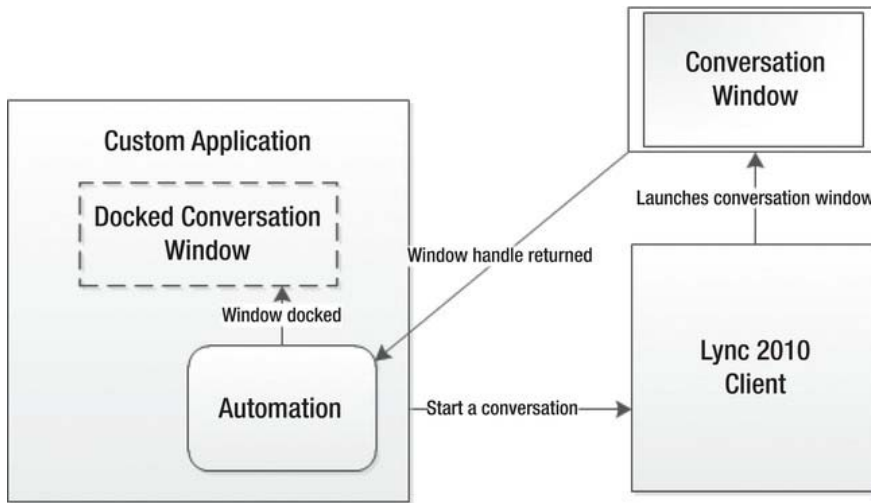 Conversation
Window
Custom Application
Docked Conversation
Window
Launches conversation window
Window handle returned
Window docked
Lync 2010
Client
Automation
Start a conversation